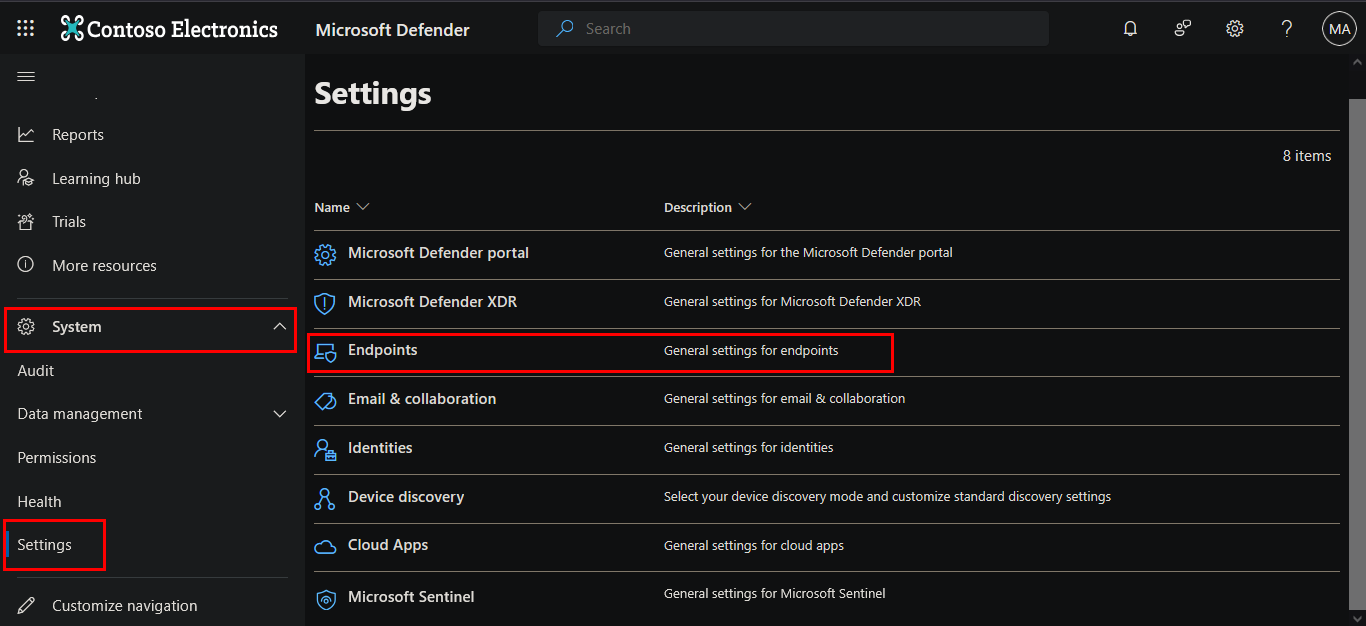 Contoso Electronics
Microsoft Defender
Search
MA
Reports
Learning hub
Trials
More resources
System
Audit
Data management
Permissions
Health
Settings
Customize navigation
Settings
8 items
Name Description
Microsoft Defender portal General settings for the Microsoft Defender portal
Microsoft Defender XDR General settings for Microsoft Defender XDR
Endpoints General settings for endpoints
Email & collaboration General settings for email & collaboration
Identities General settings for identities
Device discovery Select your device discovery mode and customize standard discovery settings
Cloud Apps General settings for cloud apps
Microsoft Sentinel General settings for Microsoft Sentinel